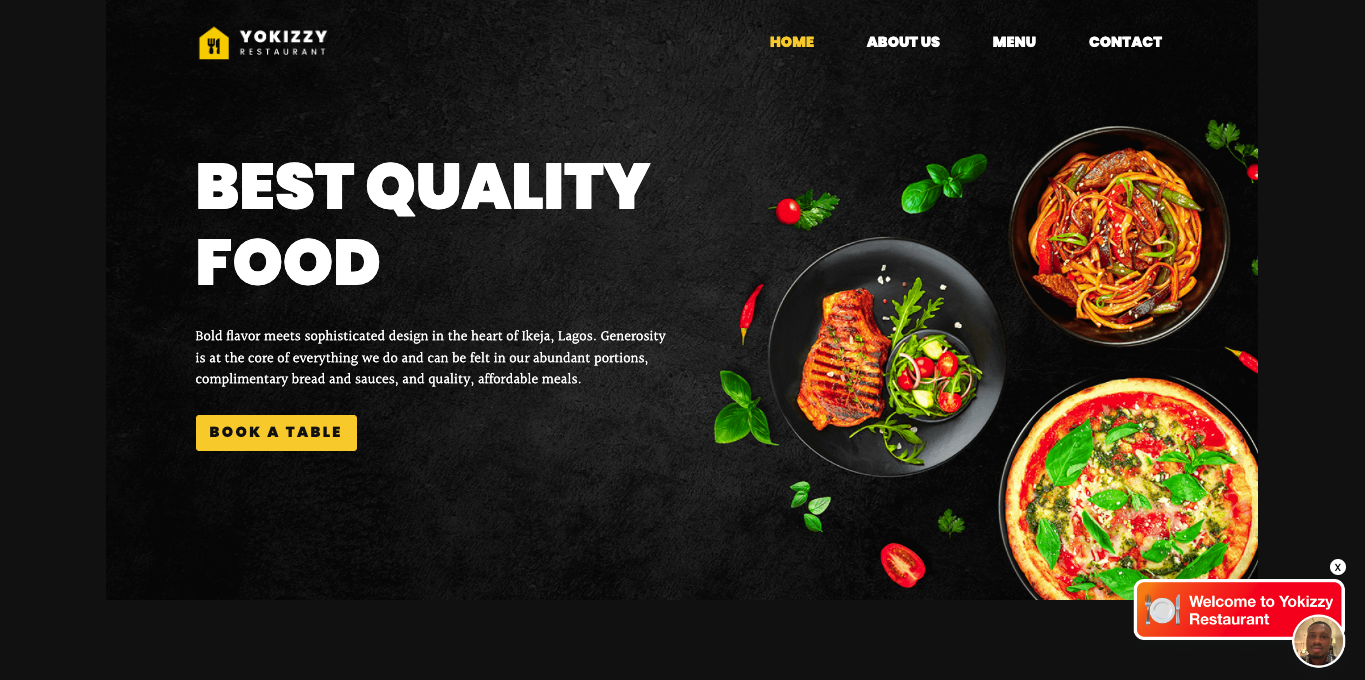 YOKIZZY
RESTAURANT
HOME
ABOUT US
MENU
CONTACT
BEST QUALITY
FOOD
Bold flavor meets sophisticated design in the heart of Ikeja, Lagos. Generosity
is at the core of everything we do and can be felt in our abundant portions,
complimentary bread and sauces, and quality, affordable meals.
BOOK A TABLE
X
Welcome to Yokizzy
Restaurant